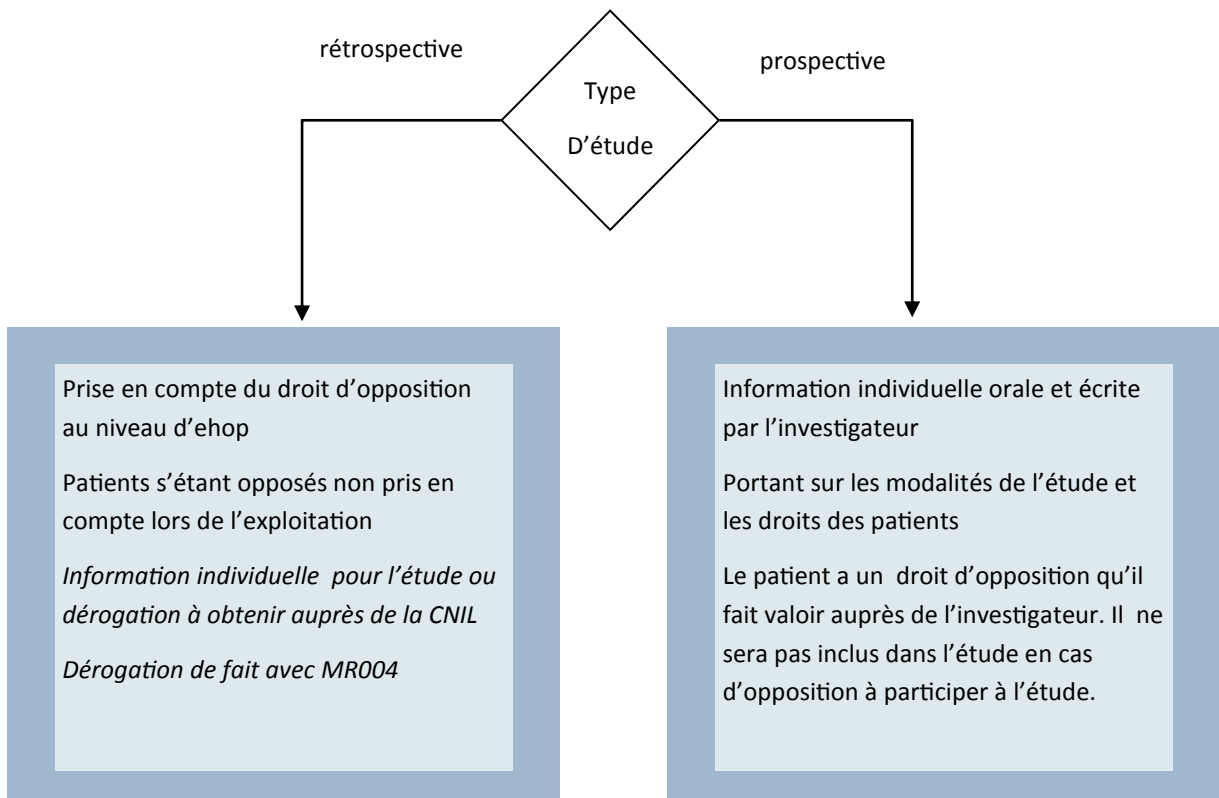 rétrospective
Type
D’étude
prospective
Prise en compte du droit d’opposition
au niveau d’ehop
Patients s’étant opposés non pris en
compte lors de l’exploitation
Information individuelle  pour l’étude ou
dérogation à obtenir auprès de la CNIL
Dérogation de fait avec MR004
Information individuelle orale et écrite
par l’investigateur
Portant sur les modalités de l’étude et
les droits des patients
Le patient a un  droit d’opposition qu’il
fait valoir auprès de l’investigateur. Il  ne
sera pas inclus dans l’étude en cas
d’opposition à participer à l’étude.